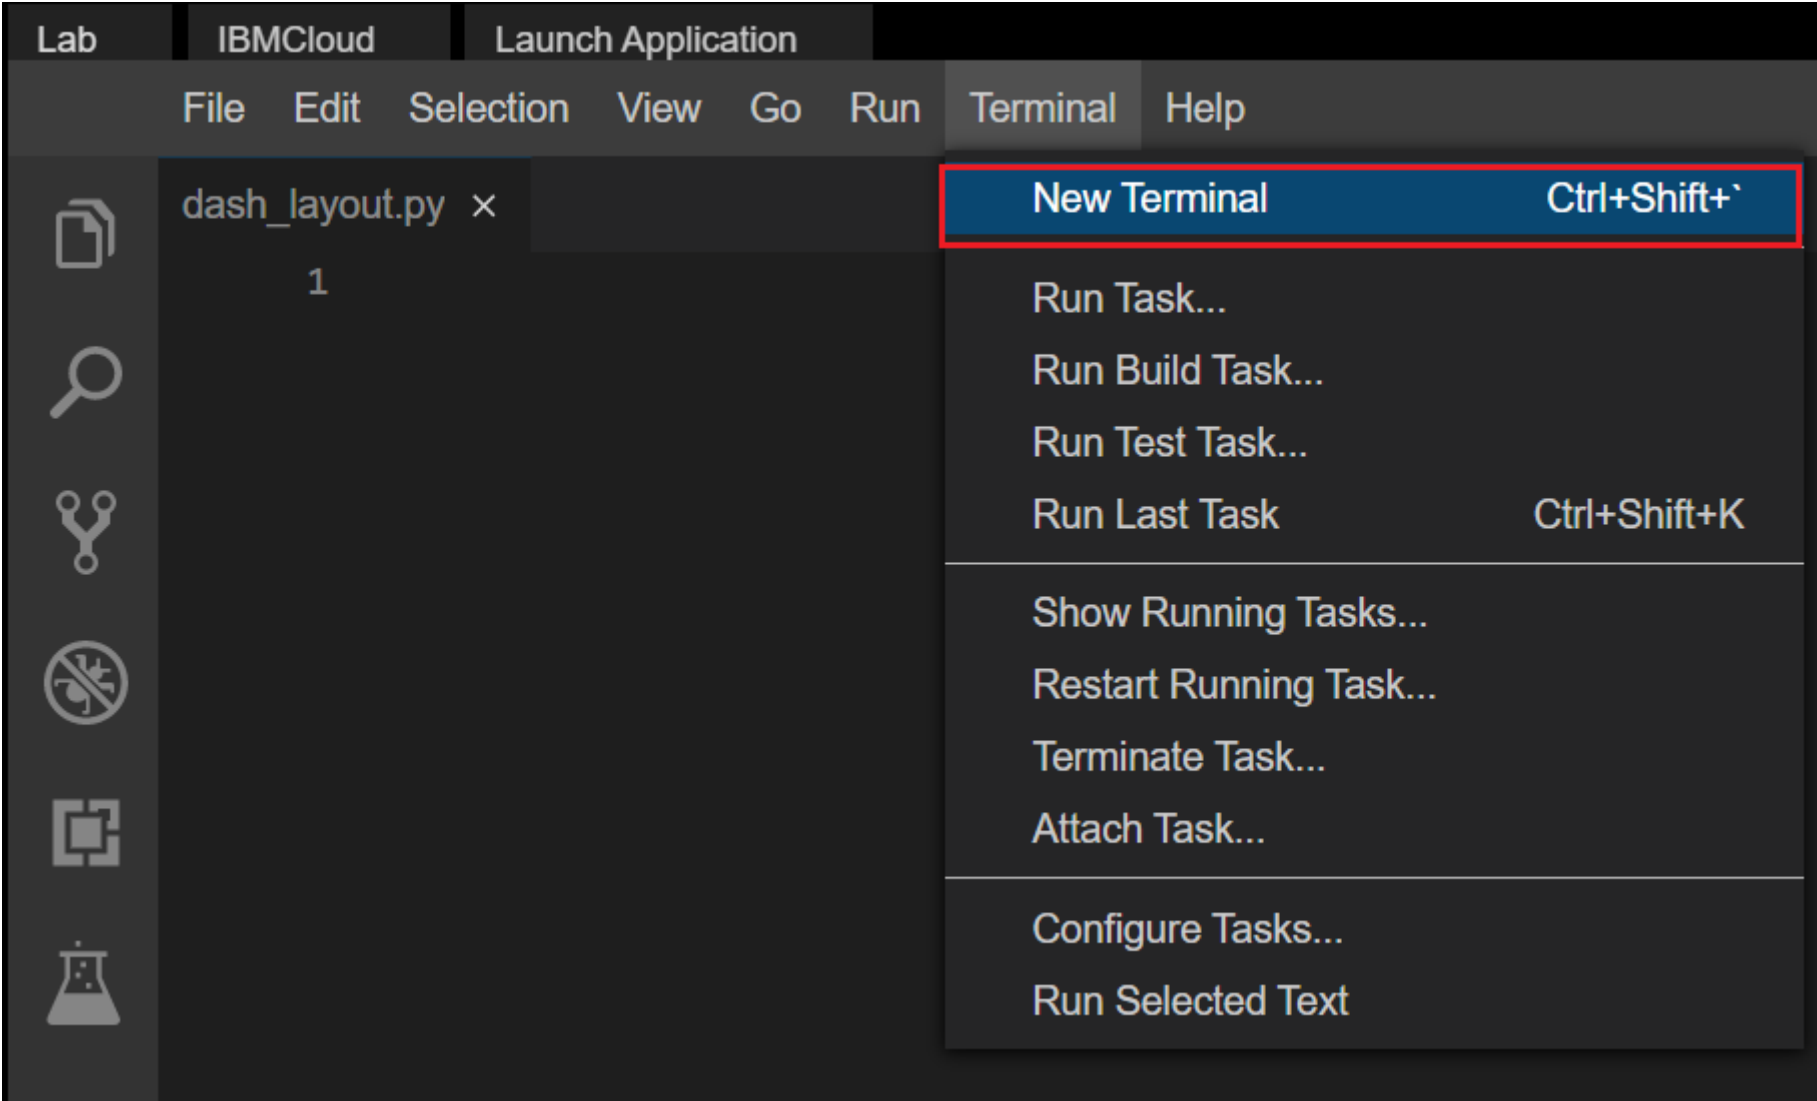 Lab IBMCloud Launch Application
File Edit Selection View Go Run Terminal Help
dash_layout.py ×
1
New Terminal Ctrl+Shift+`
Run Task...
Run Build Task...
Run Test Task...
Run Last Task Ctrl+Shift+K
Show Running Tasks...
Restart Running Task...
Terminate Task...
Attach Task...
Configure Tasks...
Run Selected Text